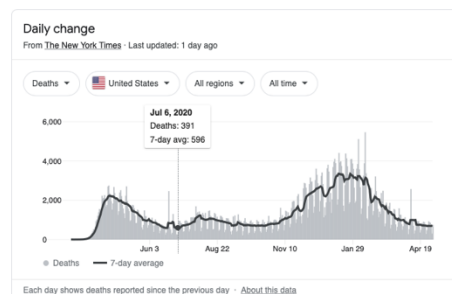 Daily change
From The New York Times · Last updated: 1 day ago
Deaths
United States
All regions
All time
Jul 6, 2020
Deaths: 391
7-day avg: 596
6,000
4,000
2,000
0
Jun 3
Aug 22
Nov 10
Jan 29
Apr 19
Deaths
7-day average
Each day shows deaths reported since the previous day · About this data